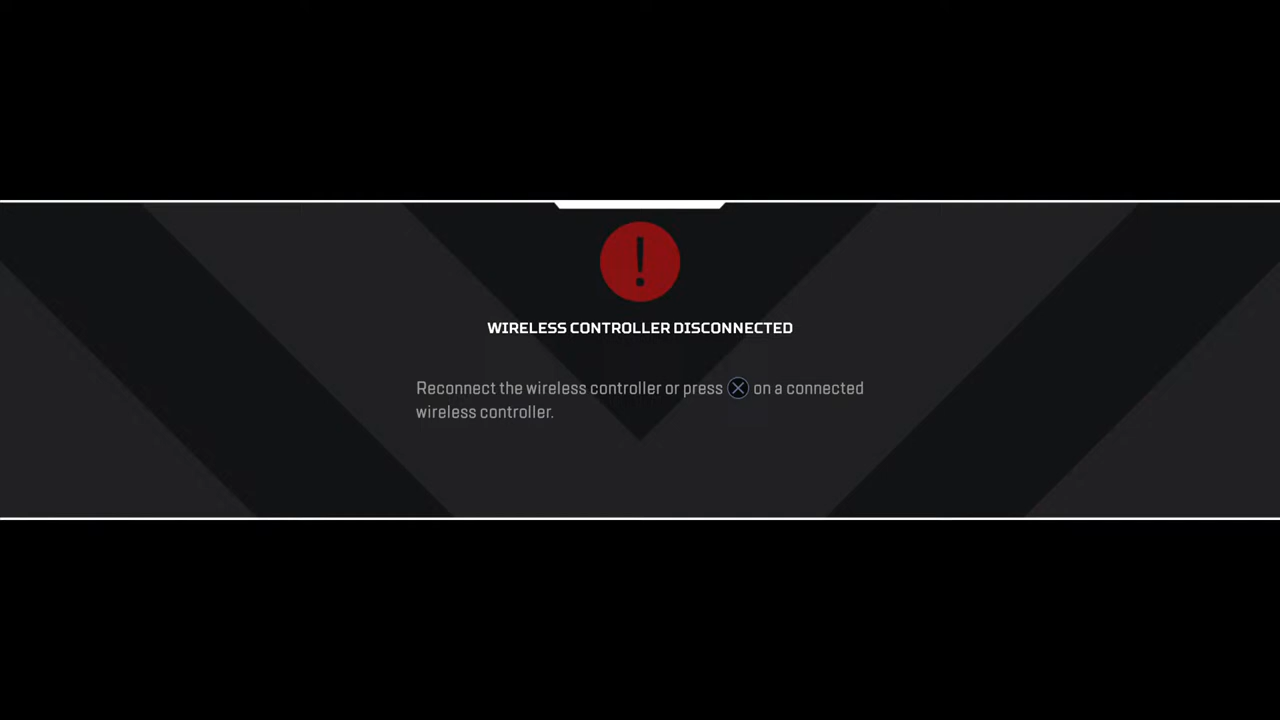 WIRELESS CONTROLLER DISCONNECTED
Reconnect the wireless controller or press ⓧ on a connected
wireless controller.